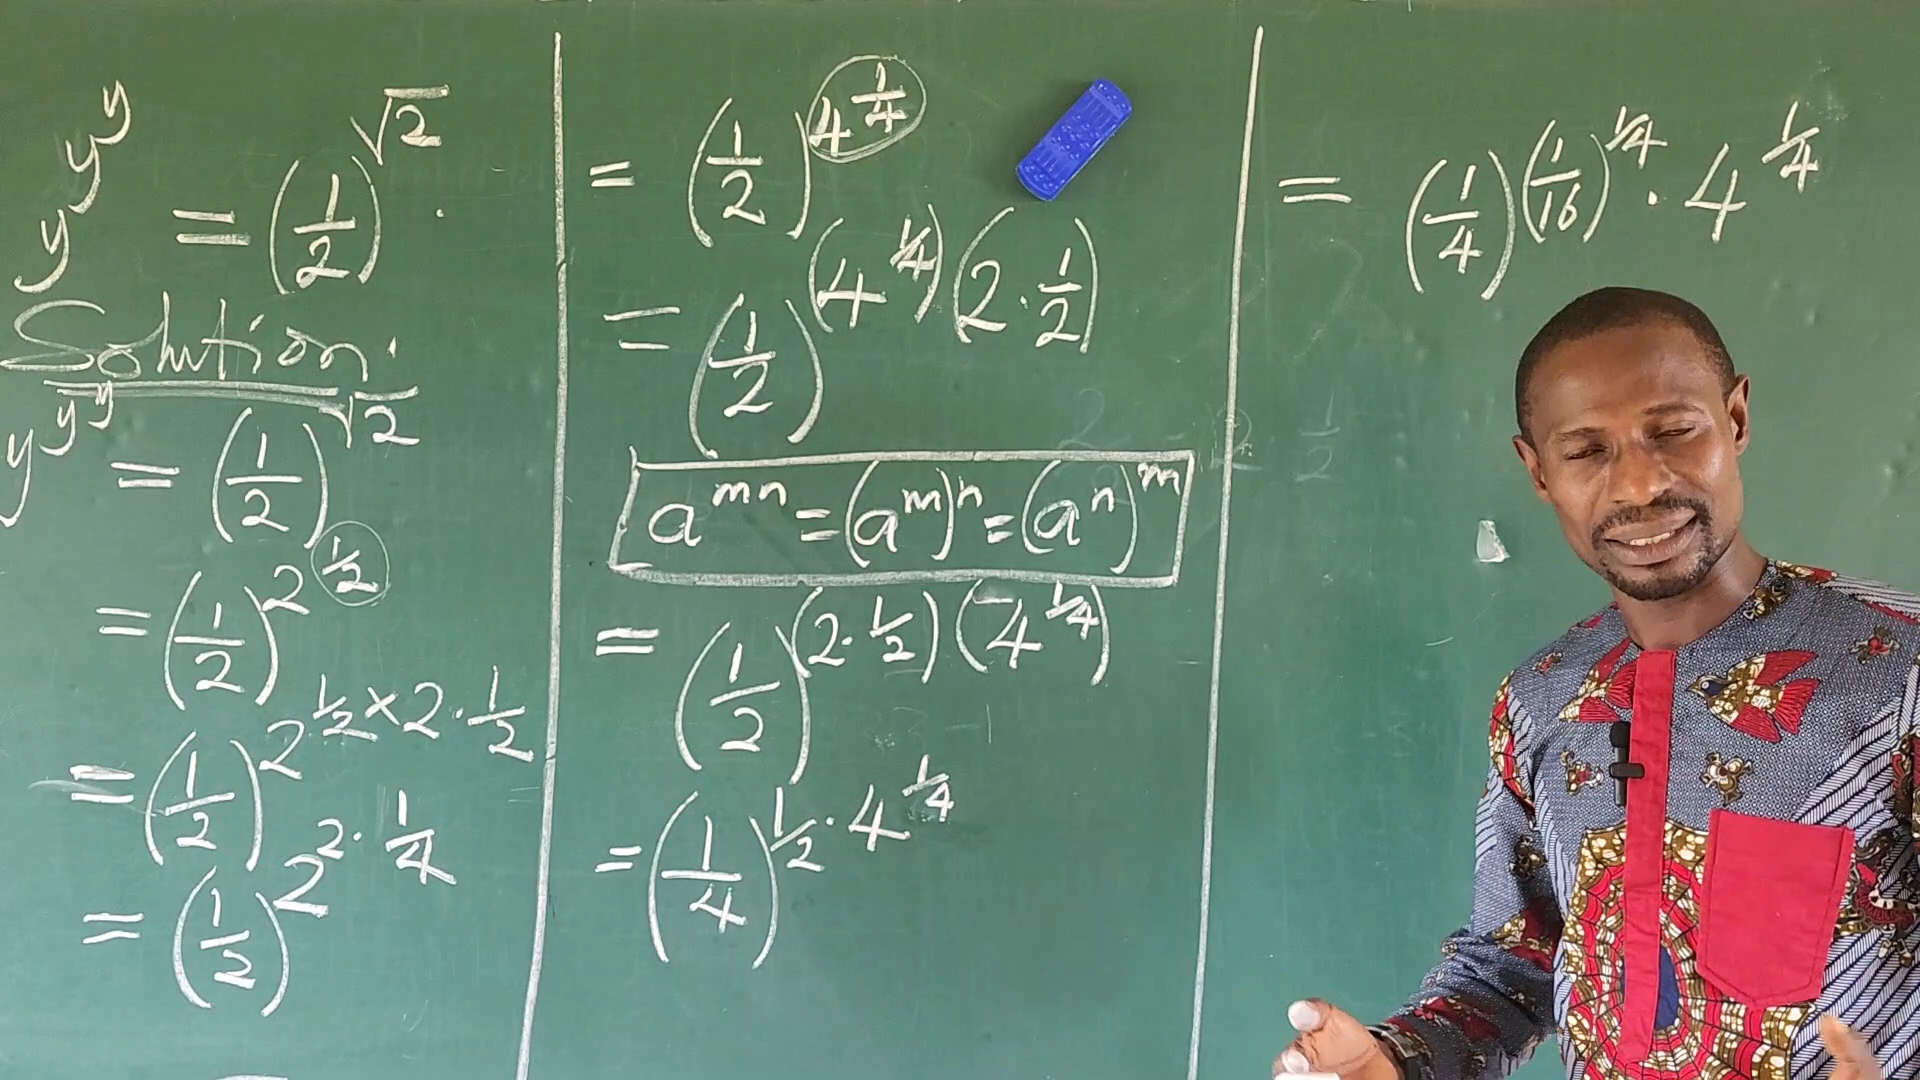 y^{y^y} = (1/2)^{√2}.
Solution.
y^{y^y} = (1/2)^{√2}
= (1/2)^{2^{1/2}}
= (1/2)^{2^{1/2 × 2 · 1/2}}
= (1/2)^{2^{2 · 1/4}}
= (1/2)^{4^{1/4}}
= (1/2)^{(4^{1/4})(2 · 1/2)}
a^{mn} = (a^m)^n = (a^n)^m
= (1/2)^{(2 · 1/2)(4^{1/4})}
= (1/4)^{1/2 · 4^{1/4}}
= (1/4)^{(1/16)^{1/4} · 4^{1/4}}